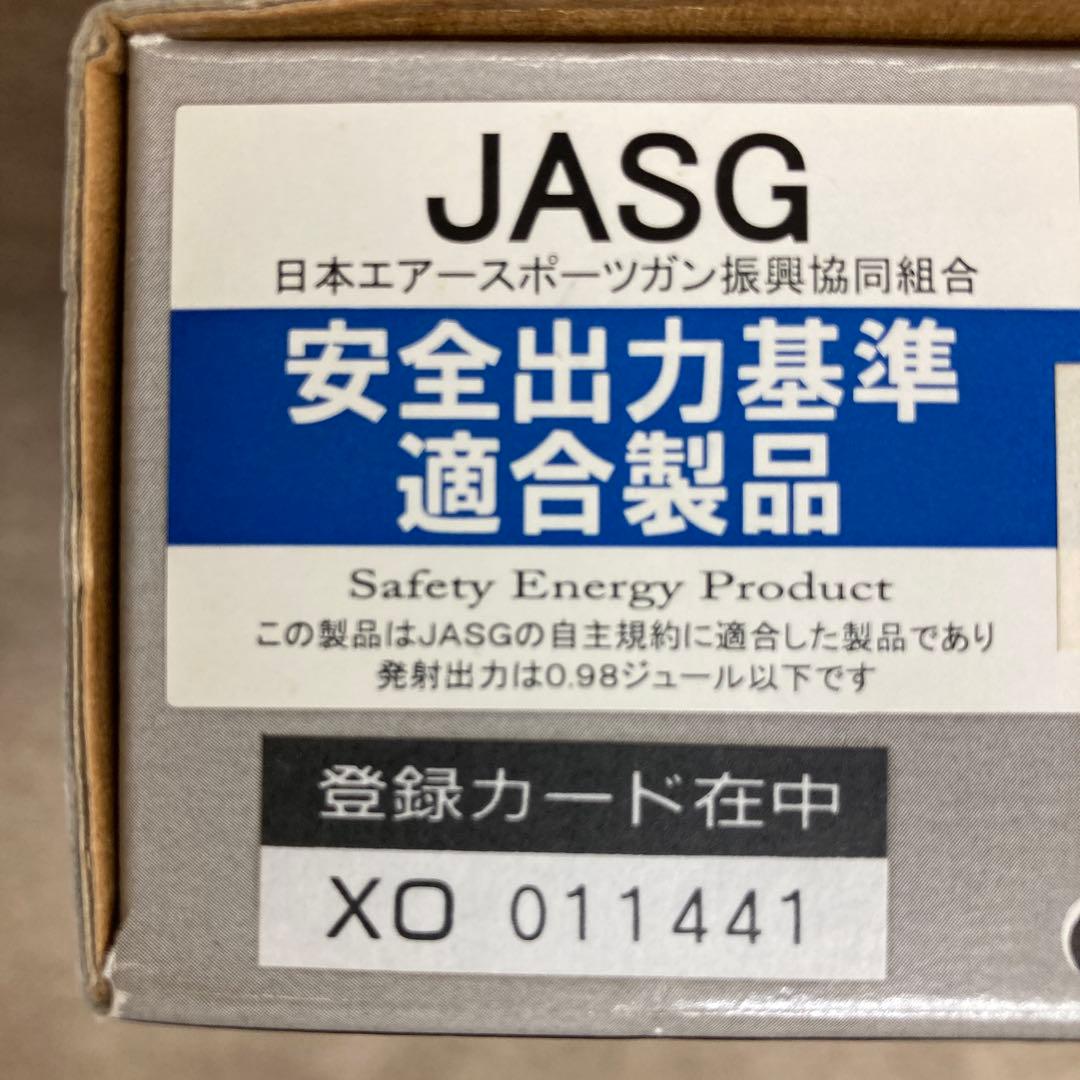 JASG
日本エアースポーツガン振興協同組合
安全出力基準
適合製品
Safety Energy Product
この製品はJASGの自主規約に適合した製品であり
発射出力は0.98ジュール以下です
登録カード在中
XO 011441